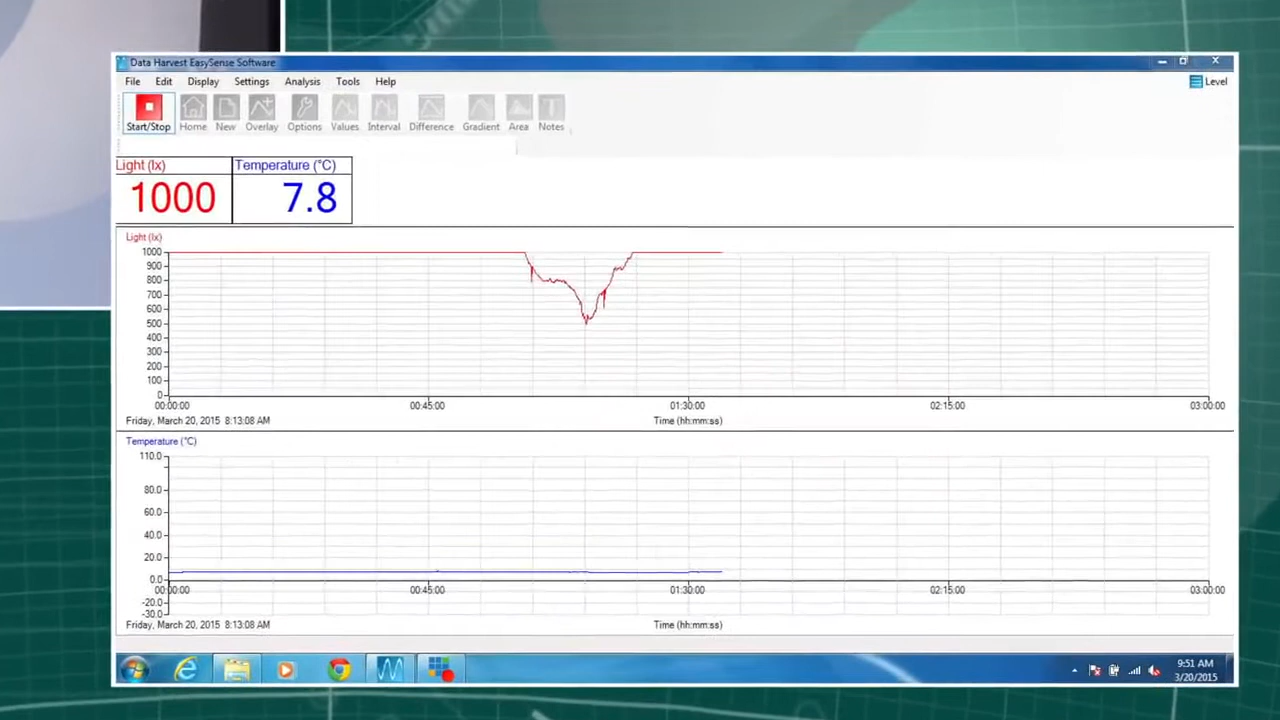 Data Harvest EasySense Software
File Edit Display Settings Analysis Tools Help
Level
Start/Stop Home New Overlay Options Values Interval Difference Gradient Area Notes
Light (lx) Temperature (°C)
1000 7.8
Light (lx)
1000
900
800
700
600
500
400
300
200
100
0
00:00:00 00:45:00 01:30:00 02:15:00 03:00:00
Friday, March 20, 2015 8:13:08 AM Time (hh:mm:ss)
Temperature (°C)
110.0
80.0
60.0
40.0
20.0
0.0
00:00:00 00:45:00 01:30:00 02:15:00 03:00:00
-20.0
-30.0
Friday, March 20, 2015 8:13:08 AM Time (hh:mm:ss)
9:51 AM
3/20/2015